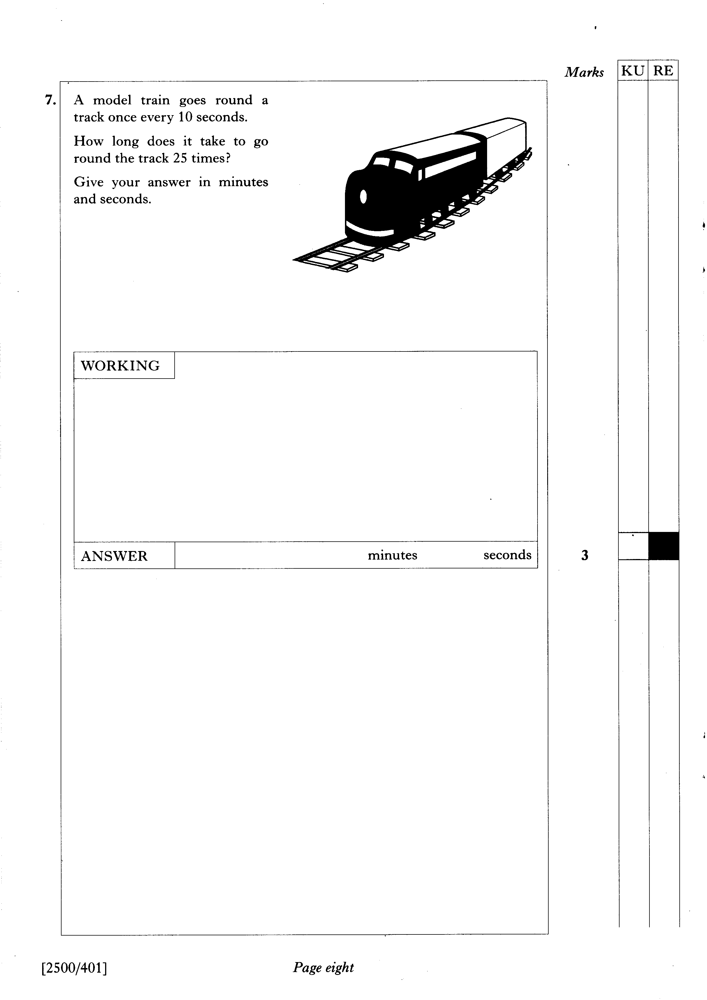 Marks KU RE
7. A model train goes round a
track once every 10 seconds.
How long does it take to go
round the track 25 times?
Give your answer in minutes
and seconds.
WORKING
ANSWER minutes seconds 3
[2500/401] Page eight